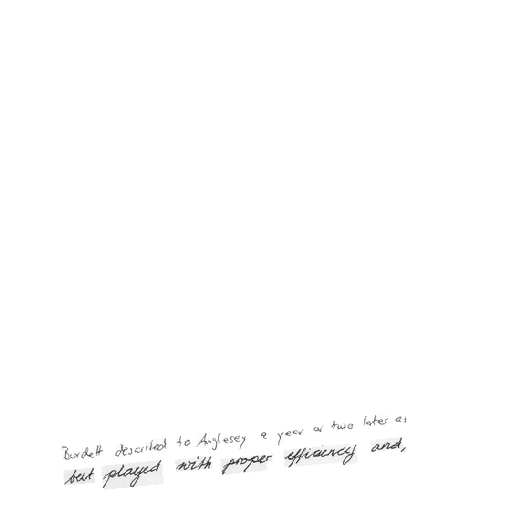 Burdett described to Anglesey a year or two later as
but played with proper efficiency and,